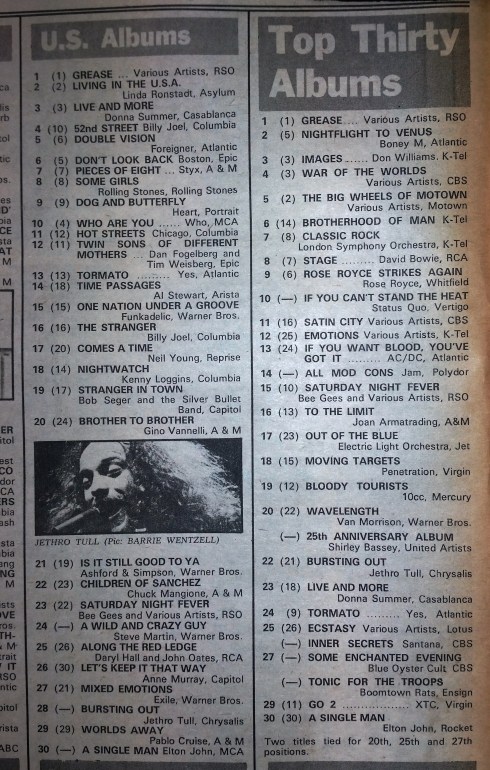 U.S. Albums
1 (1) GREASE ... Various Artists, RSO
2 (2) LIVING IN THE U.S.A.
Linda Ronstadt, Asylum
3 (3) LIVE AND MORE
Donna Summer, Casablanca
4 (10) 52nd STREET Billy Joel, Columbia
5 (6) DOUBLE VISION
Foreigner, Atlantic
6 (5) DON'T LOOK BACK Boston, Epic
7 (7) PIECES OF EIGHT ... Styx, A & M
8 (8) SOME GIRLS
Rolling Stones, Rolling Stones
9 (9) DOG AND BUTTERFLY
Heart, Portrait
10 (4) WHO ARE YOU ...... Who, MCA
11 (12) HOT STREETS Chicago, Columbia
12 (11) TWIN SONS OF DIFFERENT
MOTHERS ... Dan Fogelberg and
Tim Weisberg, Epic
13 (13) TORMATO ......... Yes, Atlantic
14 (18) TIME PASSAGES
Al Stewart, Arista
15 (15) ONE NATION UNDER A GROOVE
Funkadelic, Warner Bros.
16 (16) THE STRANGER
Billy Joel, Columbia
17 (20) COMES A TIME
Neil Young, Reprise
18 (14) NIGHTWATCH
Kenny Loggins, Columbia
19 (17) STRANGER IN TOWN
Bob Seger and the Silver Bullet
Band, Capitol
20 (24) BROTHER TO BROTHER
Gino Vannelli, A & M
JETHRO TULL (Pic: BARRIE WENTZELL)
21 (19) IS IT STILL GOOD TO YA
Ashford & Simpson, Warner Bros.
22 (23) CHILDREN OF SANCHEZ
Chuck Mangione, A & M
23 (22) SATURDAY NIGHT FEVER
Bee Gees and Various Artists, RSO
24 (—) A WILD AND CRAZY GUY
Steve Martin, Warner Bros.
25 (26) ALONG THE RED LEDGE
Daryl Hall and John Oates, RCA
26 (30) LET'S KEEP IT THAT WAY
Anne Murray, Capitol
27 (21) MIXED EMOTIONS
Exile, Warner Bros.
28 (—) BURSTING OUT
Jethro Tull, Chrysalis
29 (29) WORLDS AWAY
Pablo Cruise, A & M
30 (—) A SINGLE MAN Elton John, MCA
Top Thirty
Albums
1 (1) GREASE.... Various Artists, RSO
2 (5) NIGHTFLIGHT TO VENUS
Boney M, Atlantic
3 (3) IMAGES ...... Don Williams. K-Tel
4 (3) WAR OF THE WORLDS
Various Artists, CBS
5 (2) THE BIG WHEELS OF MOTOWN
Various Artists, Motown
6 (14) BROTHERHOOD OF MAN K-Tel
7 (8) CLASSIC ROCK
London Symphony Orchestra, K-Tel
8 (7) STAGE ......... David Bowie, RCA
9 (6) ROSE ROYCE STRIKES AGAIN
Rose Royce, Whitfield
10 (—) IF YOU CAN'T STAND THE HEAT
Status Quo, Vertigo
11 (16) SATIN CITY Various Artists, CBS
12 (25) EMOTIONS Various Artists, K-Tel
13 (24) IF YOU WANT BLOOD, YOU'VE
GOT IT .......... AC/DC, Atlantic
14 (—) ALL MOD CONS Jam, Polydor
15 (10) SATURDAY NIGHT FEVER
Bee Gees and Various Artists, RSO
16 (13) TO THE LIMIT
Joan Armatrading, A&M
17 (23) OUT OF THE BLUE
Electric Light Orchestra, Jet
18 (15) MOVING TARGETS
Penetration, Virgin
19 (12) BLOODY TOURISTS
10cc, Mercury
20 (22) WAVELENGTH
Van Morrison, Warner Bros.
(—) 25th ANNIVERSARY ALBUM
Shirley Bassey, United Artists
22 (21) BURSTING OUT
Jethro Tull, Chrysalis
23 (18) LIVE AND MORE
Donna Summer, Casablanca
24 (9) TORMATO ......... Yes, Atlantic
25 (26) ECSTASY Various Artists, Lotus
(—) INNER SECRETS Santana, CBS
27 (—) SOME ENCHANTED EVENING
Blue Oyster Cult, CBS
(—) TONIC FOR THE TROOPS
Boomtown Rats, Ensign
29 (11) GO 2 .............. XTC, Virgin
30 (30) A SINGLE MAN
Elton John, Rocket
Two titles tied for 20th, 25th and 27th
positions.